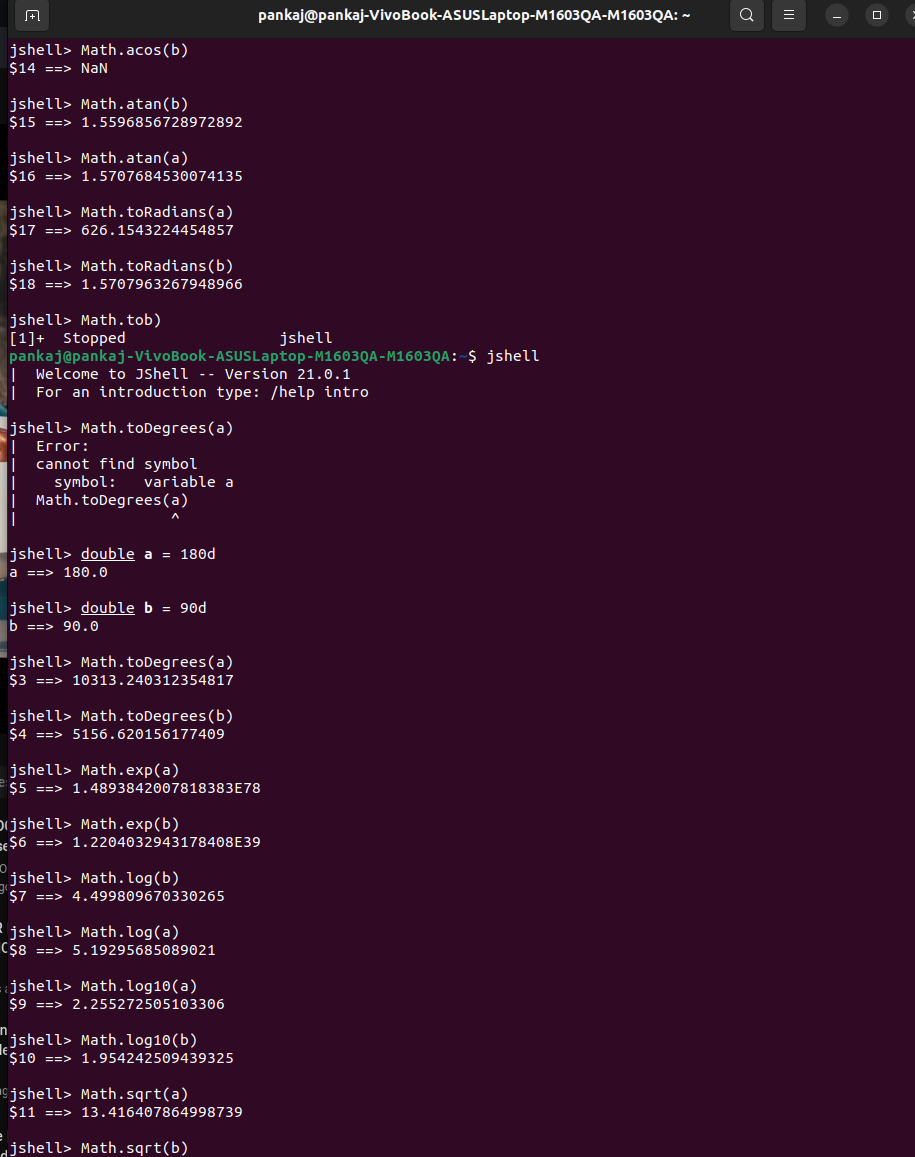 pankaj@pankaj-VivoBook-ASUSLaptop-M1603QA-M1603QA: ~
jshell> Math.acos(b)
$14 ==> NaN
jshell> Math.atan(b)
$15 ==> 1.5596856728972892
jshell> Math.atan(a)
$16 ==> 1.5707684530074135
jshell> Math.toRadians(a)
$17 ==> 626.1543224454857
jshell> Math.toRadians(b)
$18 ==> 1.5707963267948966
jshell> Math.tob)
[1]+  Stopped                 jshell
pankaj@pankaj-VivoBook-ASUSLaptop-M1603QA-M1603QA:~$ jshell
|  Welcome to JShell -- Version 21.0.1
|  For an introduction type: /help intro
jshell> Math.toDegrees(a)
|  Error:
|  cannot find symbol
|    symbol:   variable a
|  Math.toDegrees(a)
|                 ^
jshell> double a = 180d
a ==> 180.0
jshell> double b = 90d
b ==> 90.0
jshell> Math.toDegrees(a)
$3 ==> 10313.240312354817
jshell> Math.toDegrees(b)
$4 ==> 5156.620156177409
jshell> Math.exp(a)
$5 ==> 1.4893842007818383E78
jshell> Math.exp(b)
$6 ==> 1.2204032943178408E39
jshell> Math.log(b)
$7 ==> 4.499809670330265
jshell> Math.log(a)
$8 ==> 5.19295685089021
jshell> Math.log10(a)
$9 ==> 2.255272505103306
jshell> Math.log10(b)
$10 ==> 1.954242509439325
jshell> Math.sqrt(a)
$11 ==> 13.416407864998739
jshell> Math.sqrt(b)